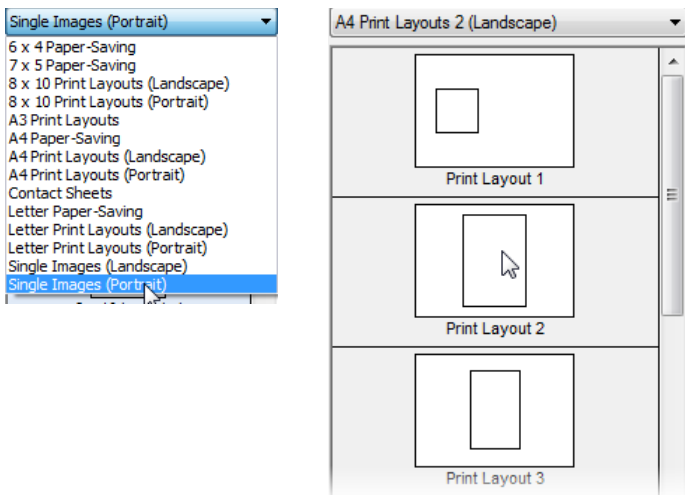 Single Images (Portrait)
6 x 4 Paper-Saving
7 x 5 Paper-Saving
8 x 10 Print Layouts (Landscape)
8 x 10 Print Layouts (Portrait)
A3 Print Layouts
A4 Paper-Saving
A4 Print Layouts (Landscape)
A4 Print Layouts (Portrait)
Contact Sheets
Letter Paper-Saving
Letter Print Layouts (Landscape)
Letter Print Layouts (Portrait)
Single Images (Landscape)
Single Images (Portrait)
A4 Print Layouts 2 (Landscape)
Print Layout 1
Print Layout 2
Print Layout 3